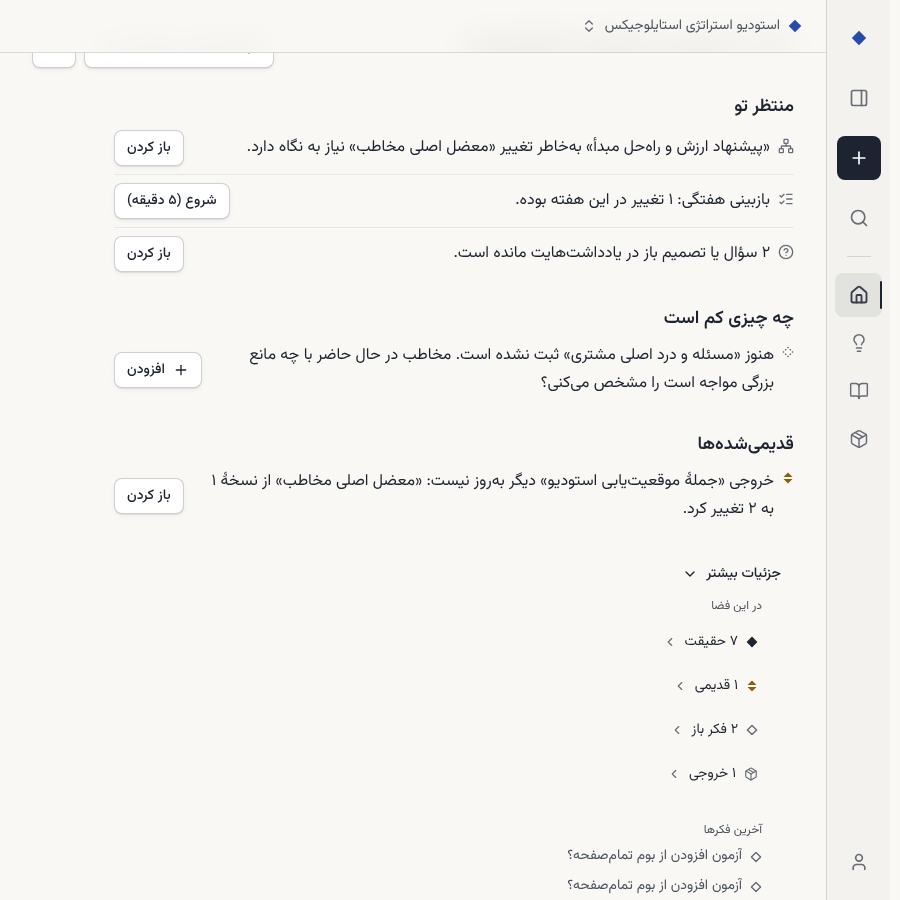 استودیو استراتژی استایلوجیکس
منتظر تو
«پیشنهاد ارزش و راه‌حل مبدأ» به‌خاطر تغییر «معضل اصلی مخاطب» نیاز به نگاه دارد.
باز کردن
بازبینی هفتگی: ۱ تغییر در این هفته بوده.
شروع (۵ دقیقه)
۲ سؤال یا تصمیم باز در یادداشت‌هایت مانده است.
باز کردن
چه چیزی کم است
هنوز «مسئله و درد اصلی مشتری» ثبت نشده است. مخاطب در حال حاضر با چه مانع
بزرگی مواجه است را مشخص می‌کنی؟
افزودن
قدیمی‌شده‌ها
خروجی «جملهٔ موقعیت‌یابی استودیو» دیگر به‌روز نیست: «معضل اصلی مخاطب» از نسخهٔ ۱
به ۲ تغییر کرد.
باز کردن
جزئیات بیشتر
در این فضا
۷ حقیقت
۱ قدیمی
۲ فکر باز
۱ خروجی
آخرین فکرها
آزمون افزودن از بوم تمام‌صفحه؟
آزمون افزودن از بوم تمام‌صفحه؟